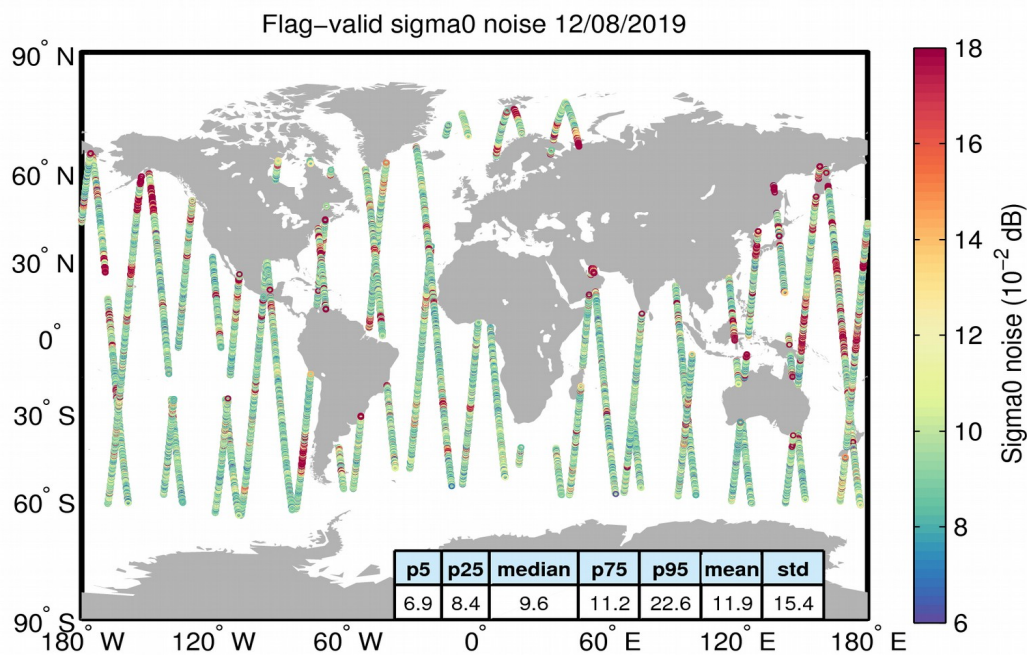 Flag−valid sigma0 noise 12/08/2019
90° N
60° N
30° N
0°
30° S
60° S
90° S
180° W
120° W
60° W
0°
60° E
120° E
180° E
p5 p25 median p75 p95 mean std
6.9 8.4 9.6 11.2 22.6 11.9 15.4
18
16
14
12
10
8
6
Sigma0 noise (10⁻² dB)